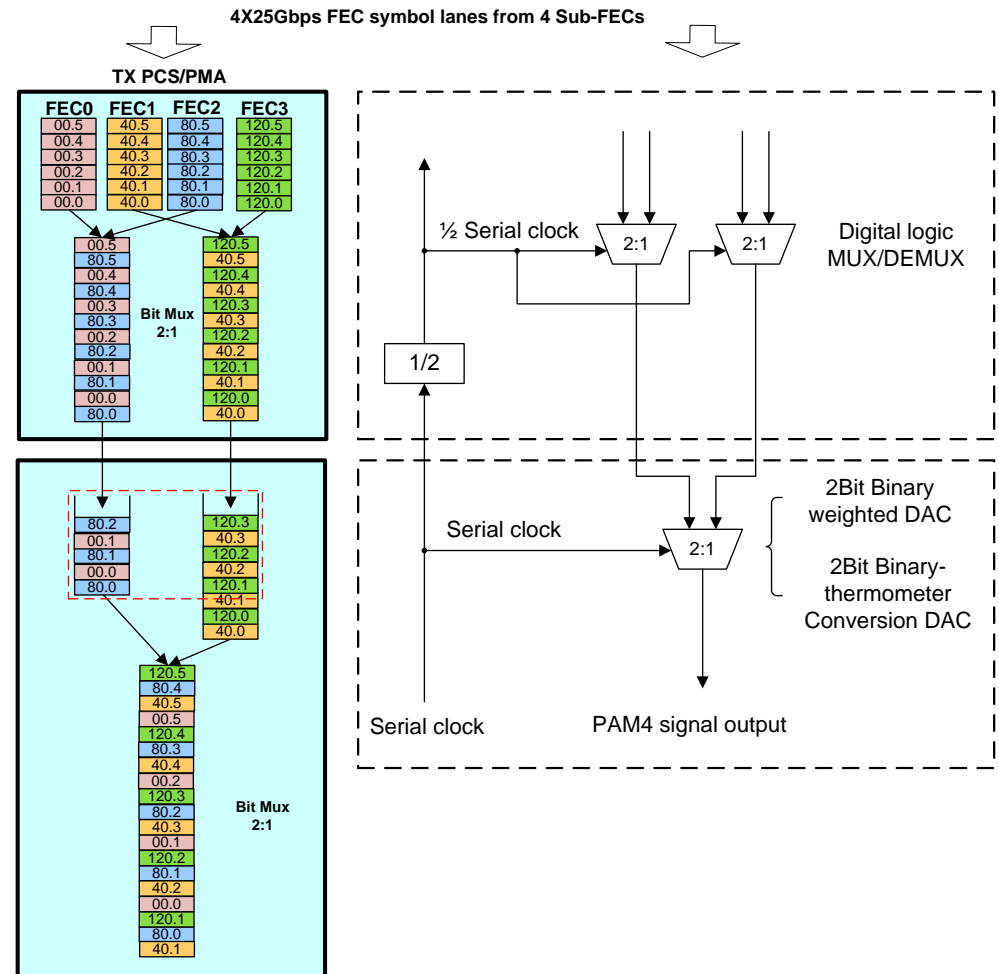 4X25Gbps FEC symbol lanes from 4 Sub-FECs
TX PCS/PMA
FEC0 FEC1 FEC2 FEC3
00.5 40.5 80.5 120.5
00.4 40.4 80.4 120.4
00.3 40.3 80.3 120.3
00.2 40.2 80.2 120.2
00.1 40.1 80.1 120.1
00.0 40.0 80.0 120.0
00.5 120.5
80.5 40.5
00.4 120.4
80.4 40.4
00.3 120.3
80.3 40.3
00.2 120.2
80.2 40.2
00.1 120.1
80.1 40.1
00.0 120.0
80.0 40.0
Bit Mux
2:1
80.2 120.3
00.1 40.3
80.1 120.2
00.0 40.2
80.0 120.1
40.1
120.0
40.0
120.5
80.4
40.5
00.5
120.4
80.3
40.4
00.2
120.3
80.2
40.3
00.1
120.2
80.1
40.2
00.0
120.1
80.0
40.1
Bit Mux
2:1
½ Serial clock
2:1
2:1
Digital logic
MUX/DEMUX
1/2
Serial clock
2:1
2Bit Binary
weighted DAC
2Bit Binary-
thermometer
Conversion DAC
Serial clock
PAM4 signal output